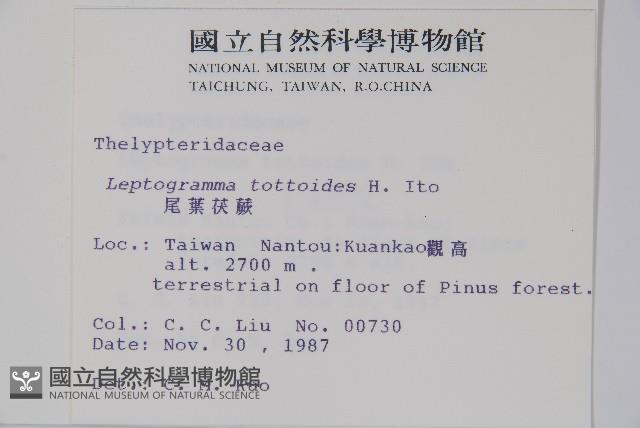 國立自然科學博物館
NATIONAL MUSEUM OF NATURAL SCIENCE
TAICHUNG, TAIWAN, R.O.CHINA
Thelypteridaceae
Leptogramma tottoides H. Ito
尾葉茯蕨
Loc.: Taiwan Nantou:Kuankao觀高
alt. 2700 m .
terrestrial on floor of Pinus forest.
Col.: C. C. Liu No. 00730
Date: Nov. 30 , 1987
Det.: C. M. Kuo
國立自然科學博物館
NATIONAL MUSEUM OF NATURAL SCIENCE